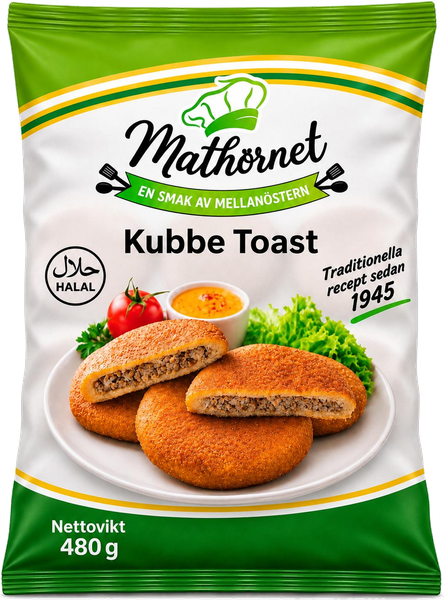 Mathörnet
EN SMAK AV MELLANÖSTERN
Kubbe Toast
حلال
HALAL
Traditionella
recept sedan
1945
Nettovikt
480 g